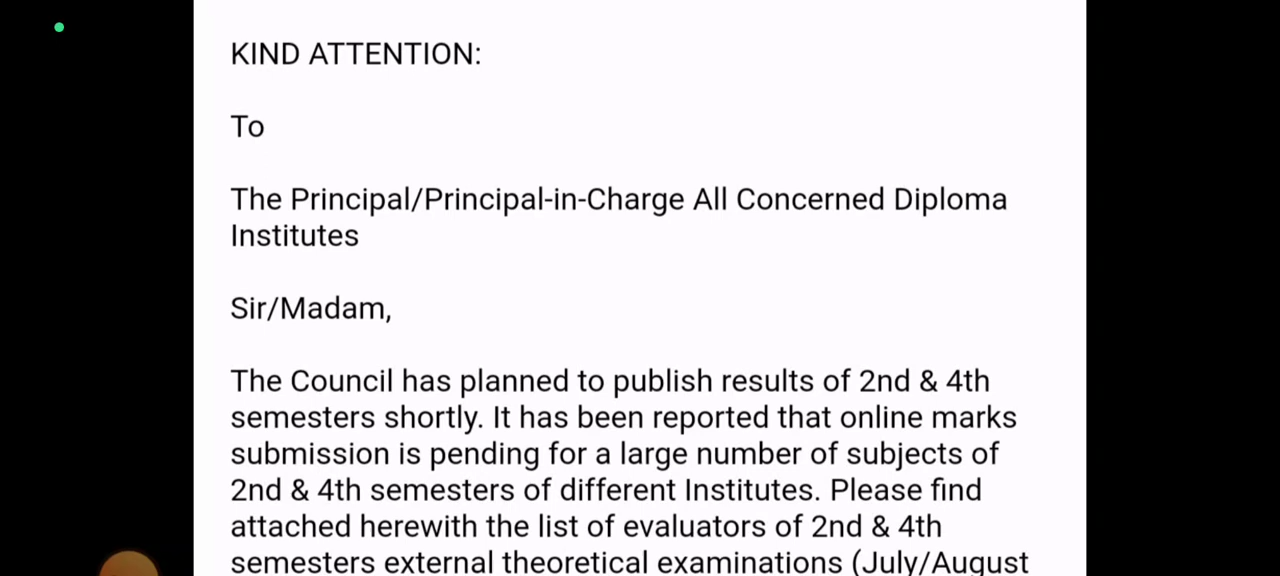 KIND ATTENTION:
To
The Principal/Principal-in-Charge All Concerned Diploma
Institutes
Sir/Madam,
The Council has planned to publish results of 2nd & 4th
semesters shortly. It has been reported that online marks
submission is pending for a large number of subjects of
2nd & 4th semesters of different Institutes. Please find
attached herewith the list of evaluators of 2nd & 4th
semesters external theoretical examinations (July/August